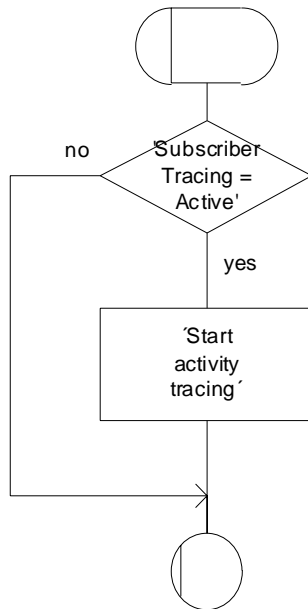 'Subscriber
Tracing =
Active'
no
yes
´Start
activity
tracing´